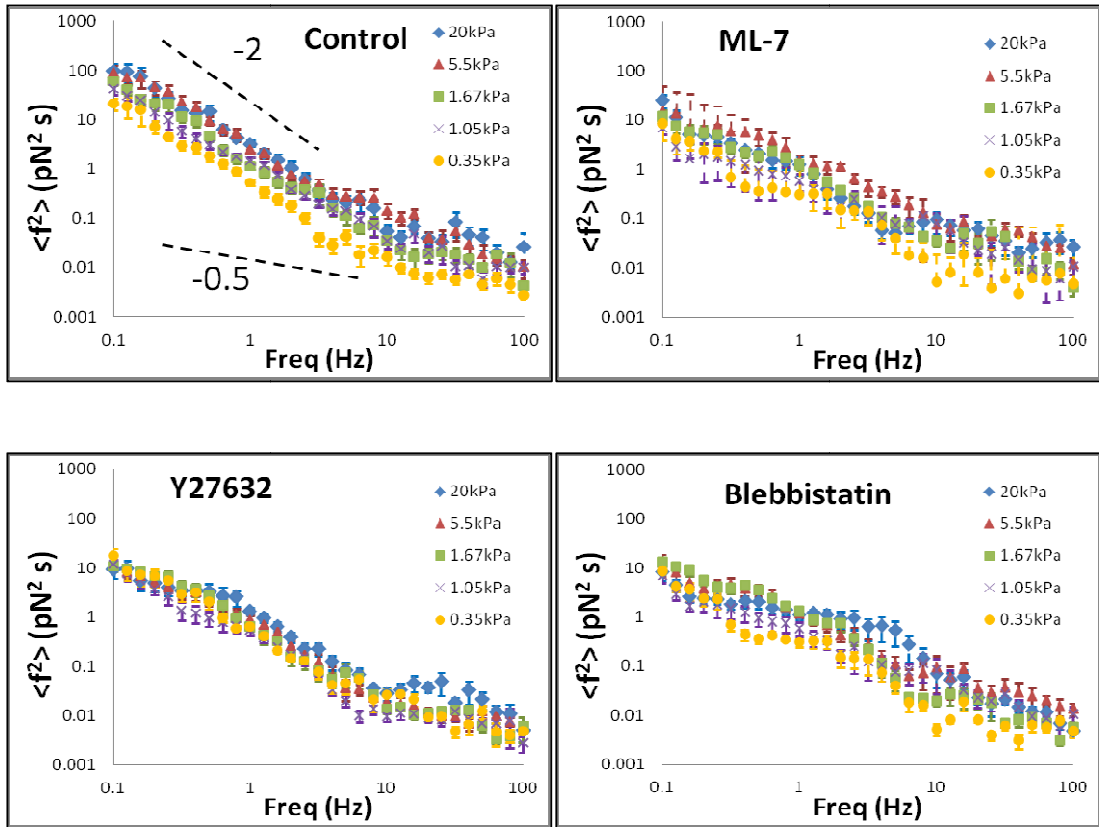 Control
-2
-0.5
20kPa
5.5kPa
1.67kPa
1.05kPa
0.35kPa
1000
100
10
1
0.1
0.01
0.001
<f²> (pN² s)
0.1
1
10
100
Freq (Hz)
ML-7
20kPa
5.5kPa
1.67kPa
1.05kPa
0.35kPa
1000
100
10
1
0.1
0.01
0.001
<f²> (pN² s)
0.1
1
10
100
Freq (Hz)
Y27632
20kPa
5.5kPa
1.67kPa
1.05kPa
0.35kPa
1000
100
10
1
0.1
0.01
0.001
<f²> (pN² s)
0.1
1
10
100
Freq (Hz)
Blebbistatin
20kPa
5.5kPa
1.67kPa
1.05kPa
0.35kPa
1000
100
10
1
0.1
0.01
0.001
<f²> (pN² s)
0.1
1
10
100
Freq (Hz)